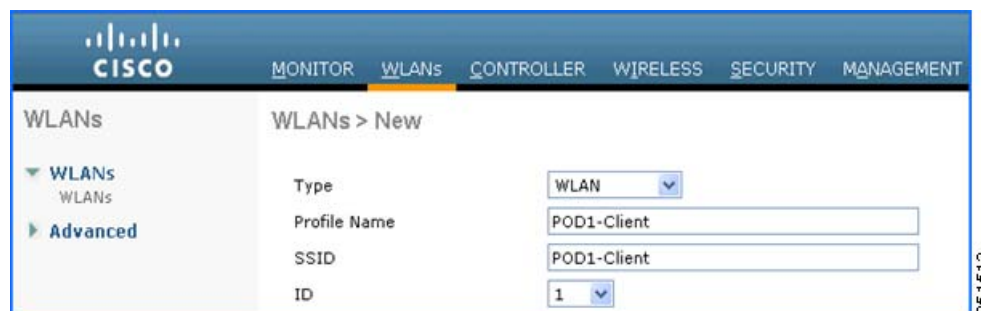 CISCO
MONITOR WLANs CONTROLLER WIRELESS SECURITY MANAGEMENT
WLANs
WLANs > New
WLANs
WLANs
Advanced
Type WLAN
Profile Name POD1-Client
SSID POD1-Client
ID 1